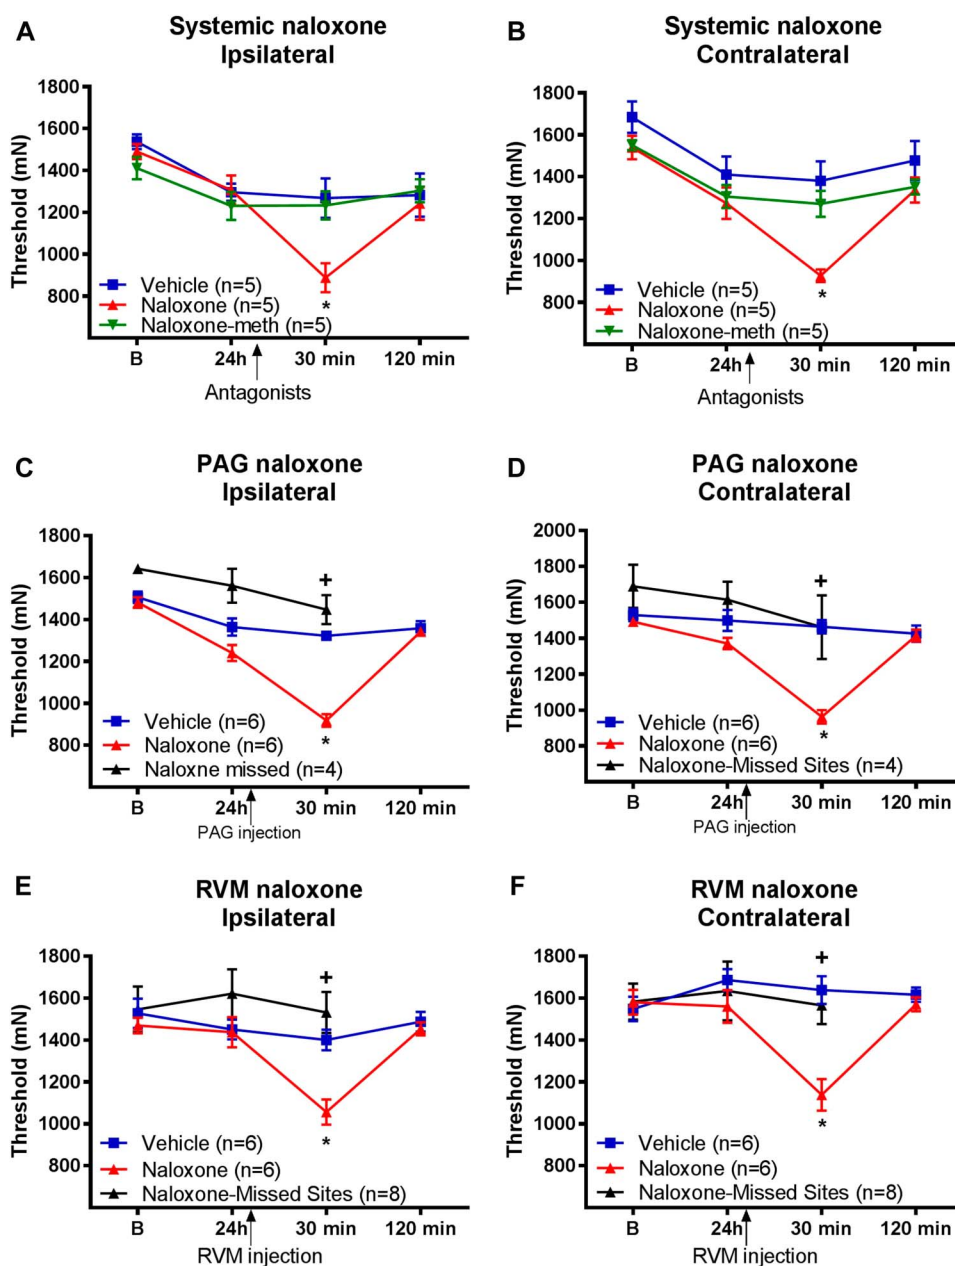 A
Systemic naloxone
Ipsilateral
Threshold (mN)
1800
1600
1400
1200
1000
800
Vehicle (n=5)
Naloxone (n=5)
Naloxone-meth (n=5)
*
B 24h 30 min 120 min
Antagonists
B
Systemic naloxone
Contralateral
Threshold (mN)
1800
1600
1400
1200
1000
800
Vehicle (n=5)
Naloxone (n=5)
Naloxone-meth (n=5)
*
B 24h 30 min 120 min
Antagonists
C
PAG naloxone
Ipsilateral
Threshold (mN)
1800
1600
1400
1200
1000
800
+
Vehicle (n=6)
Naloxone (n=6)
Naloxne missed (n=4)
*
B 24h 30 min 120 min
PAG injection
D
PAG naloxone
Contralateral
Threshold (mN)
2000
1800
1600
1400
1200
1000
800
+
Vehicle (n=6)
Naloxone (n=6)
Naloxone-Missed Sites (n=4)
*
B 24h 30 min 120 min
PAG injection
E
RVM naloxone
Ipsilateral
Threshold (mN)
1800
1600
1400
1200
1000
800
+
Vehicle (n=6)
Naloxone (n=6)
Naloxone-Missed Sites (n=8)
*
B 24h 30 min 120 min
RVM injection
F
RVM naloxone
Contralateral
Threshold (mN)
1800
1600
1400
1200
1000
800
+
Vehicle (n=6)
Naloxone (n=6)
Naloxone-Missed Sites (n=8)
*
B 24h 30 min 120 min
RVM injection